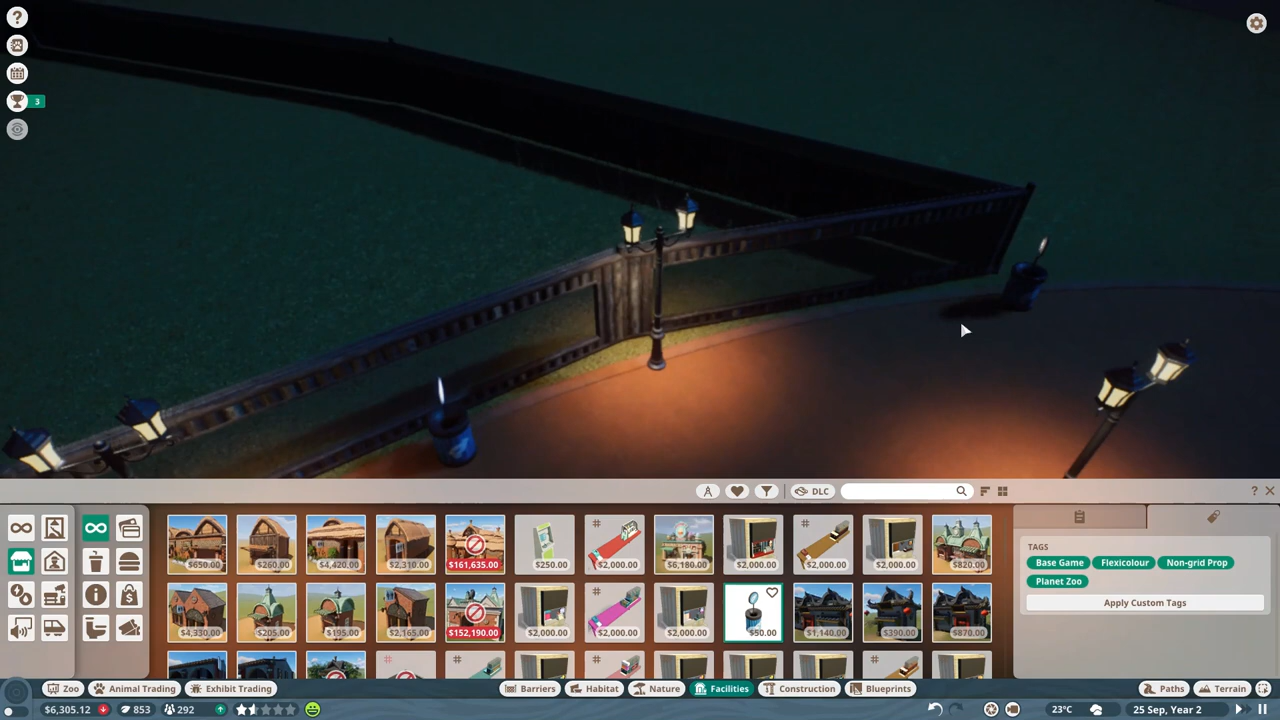 ?
3
DLC
?
$650.00 $260.00 $4,420.00 $2,310.00 $161,635.00 $250.00 $2,000.00 $6,180.00 $2,000.00 $2,000.00 $2,000.00 $820.00
$4,330.00 $205.00 $195.00 $2,165.00 $152,190.00 $2,000.00 $2,000.00 $2,000.00 $50.00 $1,140.00 $390.00 $870.00
TAGS
Base Game Flexicolour Non-grid Prop
Planet Zoo
Apply Custom Tags
Zoo Animal Trading Exhibit Trading Barriers Habitat Nature Facilities Construction Blueprints Paths Terrain
$6,305.12 853 292 23°C 25 Sep, Year 2